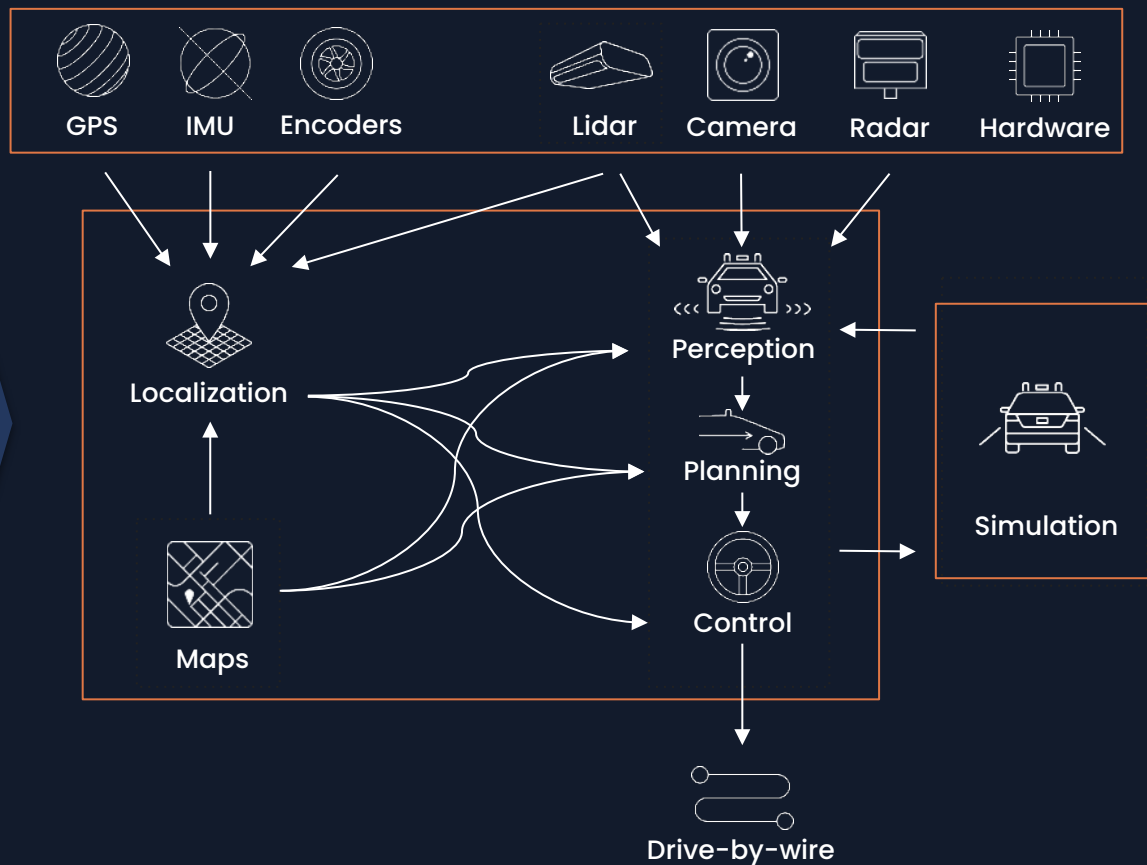 GPS
IMU
Encoders
Lidar
Camera
Radar
Hardware
Perception
Localization
Planning
Simulation
Control
Maps
Drive-by-wire